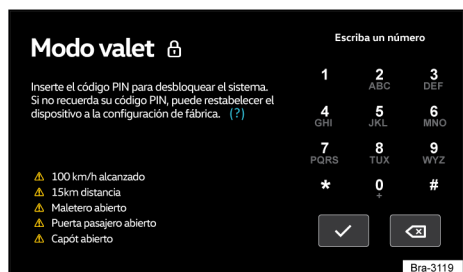 Modo valet
Inserte el código PIN para desbloquear el sistema.
Si no recuerda su código PIN, puede restabelecer el
dispositivo a la configuración de fábrica. (?)
100 km/h alcanzado
15km distancia
Maletero abierto
Puerta pasajero abierto
Capót abierto
Escriba un número
1 2 3
ABC DEF
4 5 6
GHI JKL MNO
7 8 9
PQRS TUX WYZ
* 0 #
+
Bra-3119